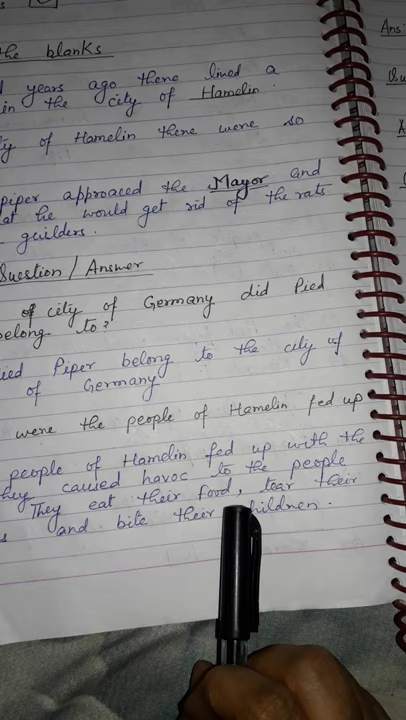 the blanks
years ago there lived a
in the city of Hamelin.
of Hamelin there were so
piper approaced the Mayor and
at he would get rid of the rats
guilders.
Question/Answer
city of Germany did Pied
belong to?
ied Piper belong to the city of
of Germany
were the people of Hamelin fed up
people of Hamelin fed up with the
they caused havoc to the people
They eat their food, tear their
and bite their children.
Ans